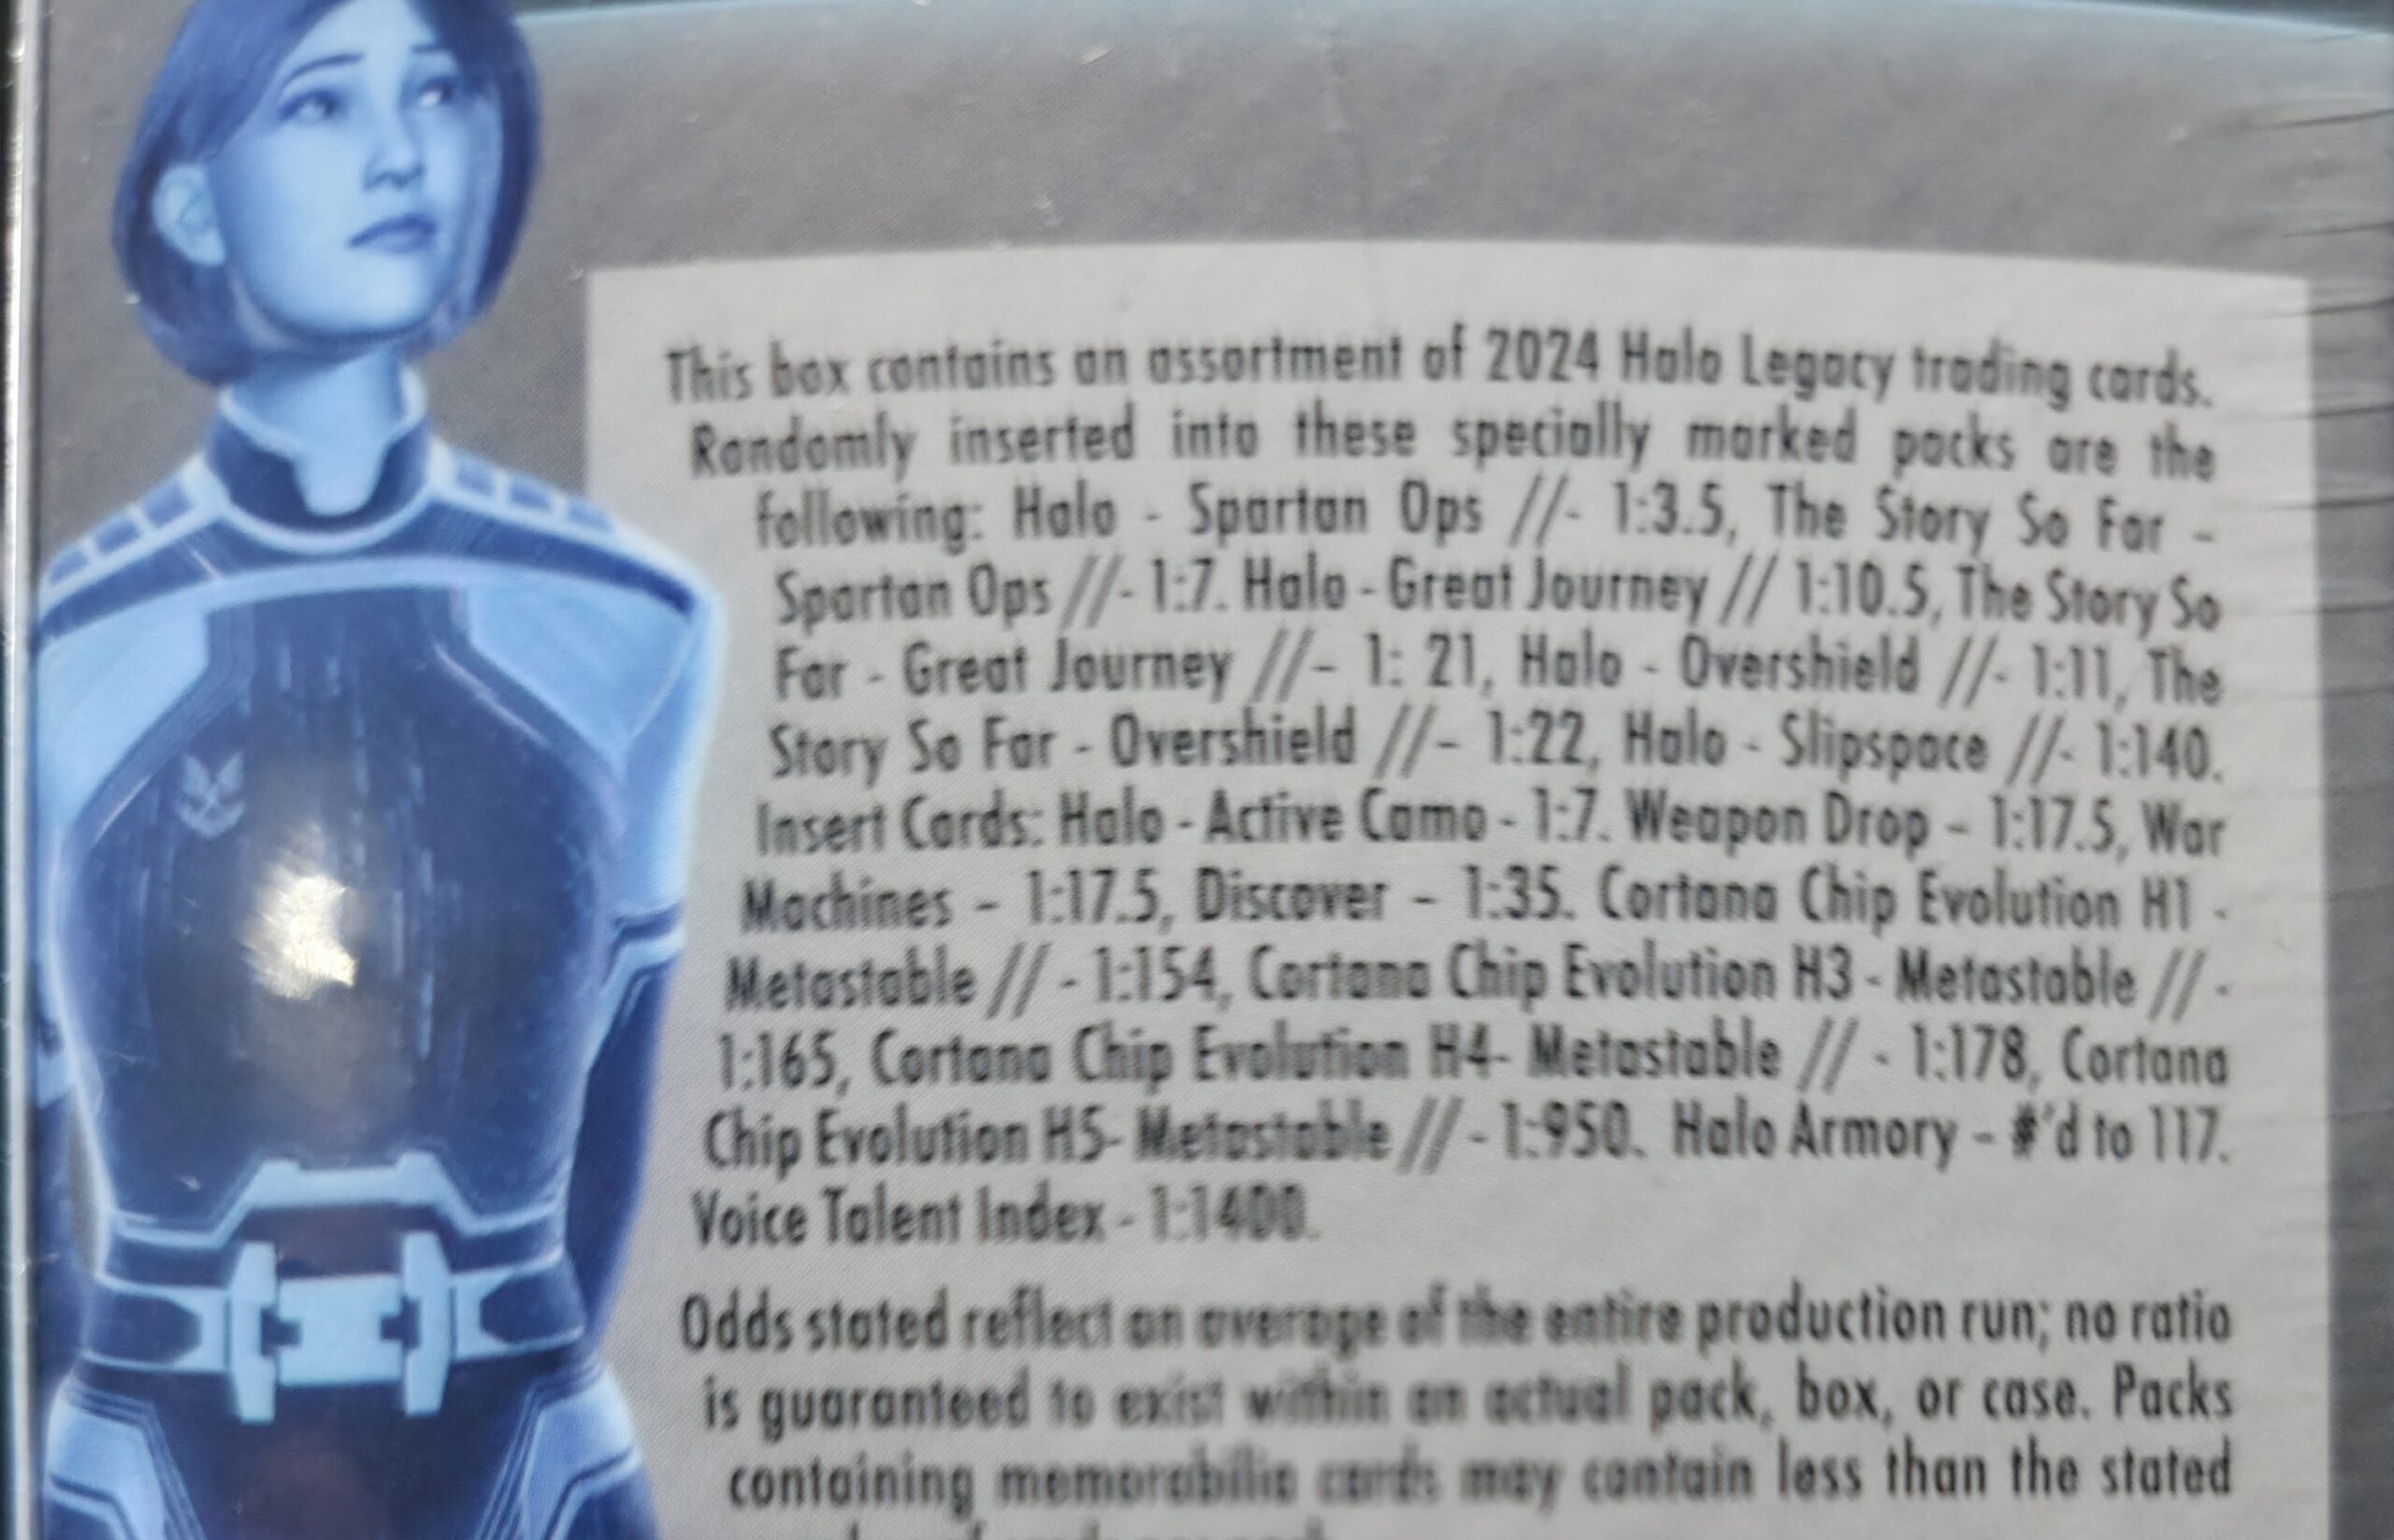 This box contains an assortment of 2024 Halo Legacy trading cards.
Randomly inserted into these specially marked packs are the
following: Halo - Spartan Ops //- 1:3.5, The Story So Far –
Spartan Ops //- 1:7. Halo - Great Journey // 1:10.5, The Story So
Far - Great Journey //– 1: 21, Halo - Overshield //- 1:11, The
Story So Far - Overshield //– 1:22, Halo - Slipspace //- 1:140.
Insert Cards: Halo - Active Camo - 1:7. Weapon Drop – 1:17.5, War
Machines – 1:17.5, Discover – 1:35. Cortana Chip Evolution H1 -
Metastable // - 1:154, Cortana Chip Evolution H3 - Metastable // -
1:165, Cortana Chip Evolution H4- Metastable // - 1:178, Cortana
Chip Evolution H5- Metastable // - 1:950. Halo Armory – #'d to 117.
Voice Talent Index - 1:1400.
Odds stated reflect an average of the entire production run; no ratio
is guaranteed to exist within an actual pack, box, or case. Packs
containing memorabilia cards may contain less than the stated